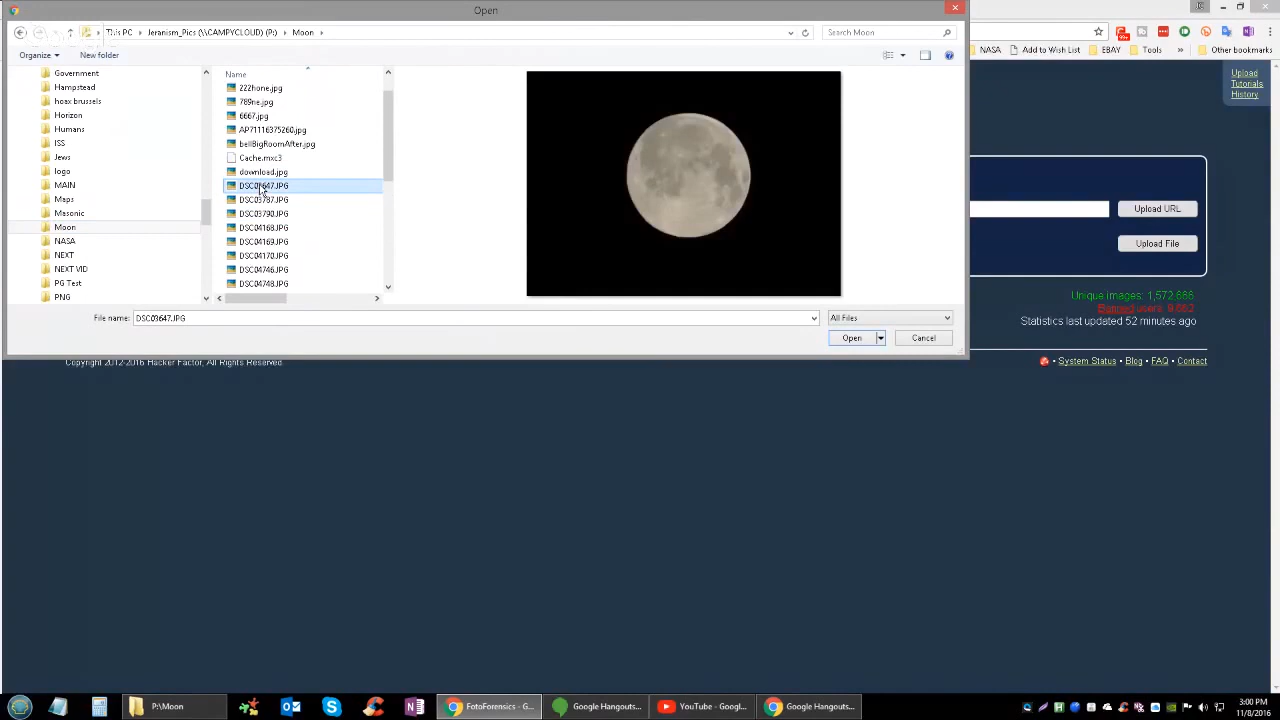 Open
This PC › Jeranism_Pics (\\CAMPYCLOUD) (P:) › Moon ›
Search Moon
Organize
New folder
NASA
Add to Wish List
EBAY
Tools
»
Other bookmarks
Government
Hampstead
hoax brussels
Horizon
Humans
ISS
Jews
logo
MAIN
Maps
Masonic
Moon
NASA
NEXT
NEXT VID
PG Test
PNG
Name
222hone.jpg
789ne.jpg
6667.jpg
AP71116375260.jpg
bellBigRoomAfter.jpg
Cache.mxc3
download.jpg
DSC03647.JPG
DSC03787.JPG
DSC03790.JPG
DSC04168.JPG
DSC04169.JPG
DSC04170.JPG
DSC04746.JPG
DSC04748.JPG
File name: DSC03647.JPG
All Files
Open
Cancel
Upload
Tutorials
History
Upload URL
Upload File
Unique images: 1,572,666
Banned users: 9,662
Statistics last updated 52 minutes ago
Copyright 2012-2016 Hacker Factor, All Rights Reserved.
• System Status • Blog • FAQ • Contact
P:\Moon
FotoForensics - G...
Google Hangouts...
YouTube - Googl...
Google Hangouts...
3:00 PM
11/8/2016